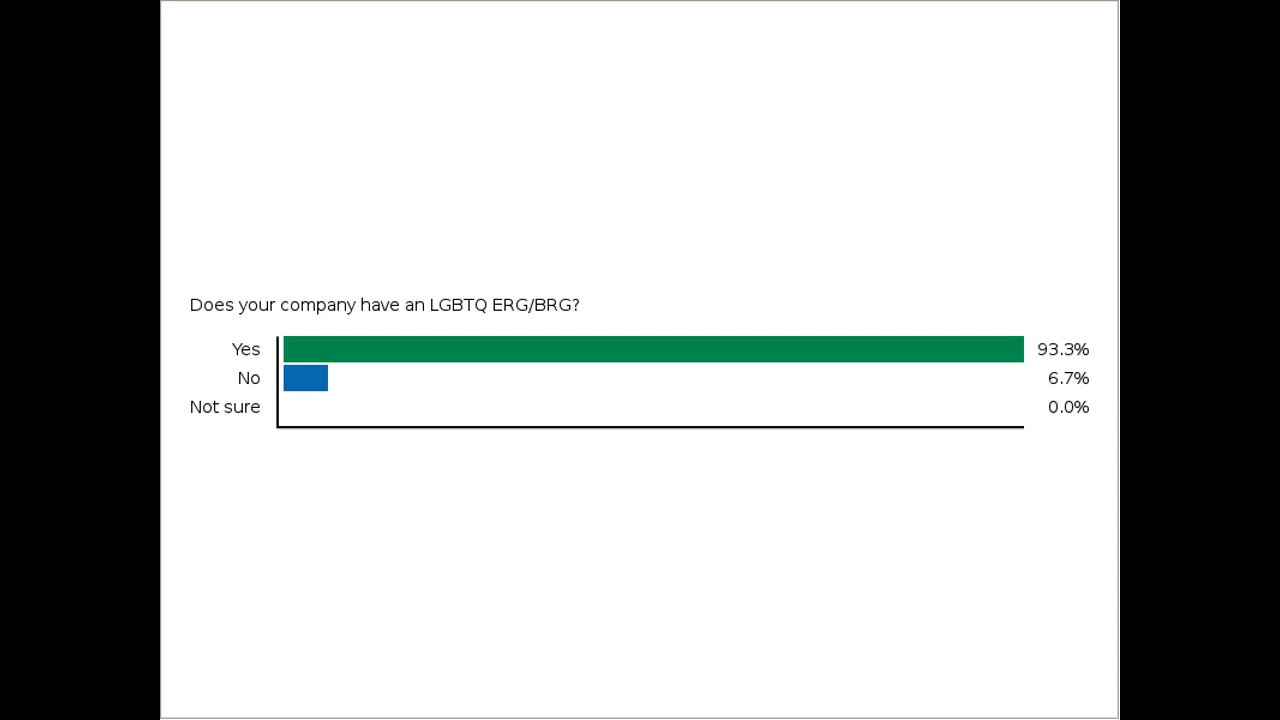 Does your company have an LGBTQ ERG/BRG?
Yes 93.3%
No 6.7%
Not sure 0.0%